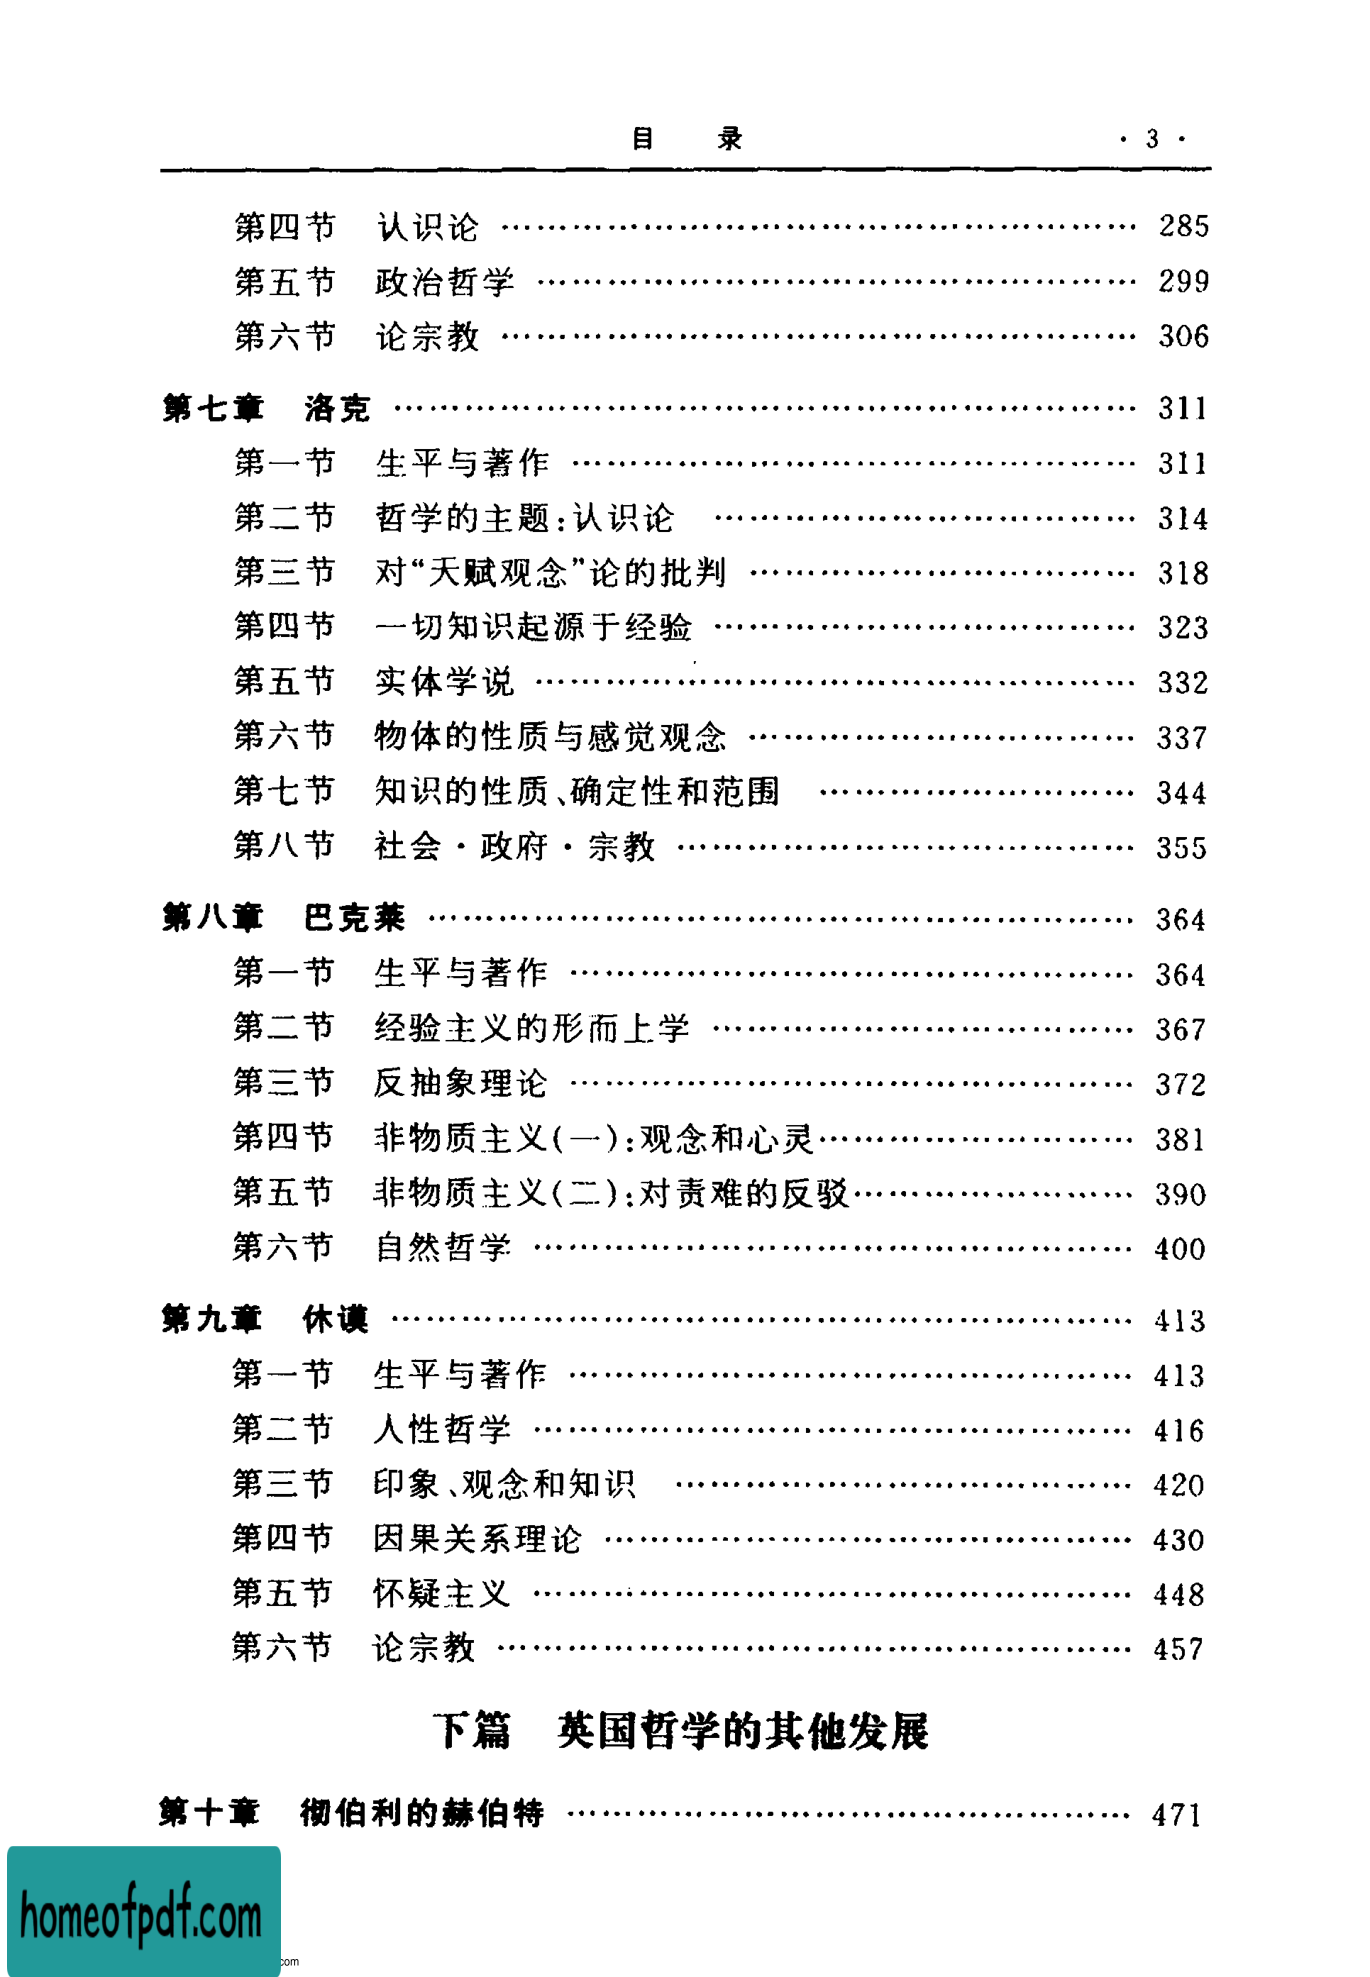 目 录 · 3 ·
第四节 认识论 …………………………………………… 285
第五节 政治哲学 …………………………………………… 299
第六节 论宗教 …………………………………………… 306
第七章 洛克 …………………………………………… 311
第一节 生平与著作 …………………………………………… 311
第二节 哲学的主题:认识论 …………………………………… 314
第三节 对“天赋观念”论的批判 ……………………………… 318
第四节 一切知识起源于经验 ………………………………… 323
第五节 实体学说 …………………………………………… 332
第六节 物体的性质与感觉观念 ……………………………… 337
第七节 知识的性质、确定性和范围 ………………………… 344
第八节 社会·政府·宗教 …………………………………… 355
第八章 巴克莱 …………………………………………… 364
第一节 生平与著作 …………………………………………… 364
第二节 经验主义的形而上学 ………………………………… 367
第三节 反抽象理论 …………………………………………… 372
第四节 非物质主义(一):观念和心灵………………………… 381
第五节 非物质主义(二):对责难的反驳……………………… 390
第六节 自然哲学 …………………………………………… 400
第九章 休谟 …………………………………………… 413
第一节 生平与著作 …………………………………………… 413
第二节 人性哲学 …………………………………………… 416
第三节 印象、观念和知识 …………………………………… 420
第四节 因果关系理论 ………………………………………… 430
第五节 怀疑主义 …………………………………………… 448
第六节 论宗教 …………………………………………… 457
下篇 英国哲学的其他发展
第十章 彻伯利的赫伯特 ……………………………………… 471
homeofpdf.com
com